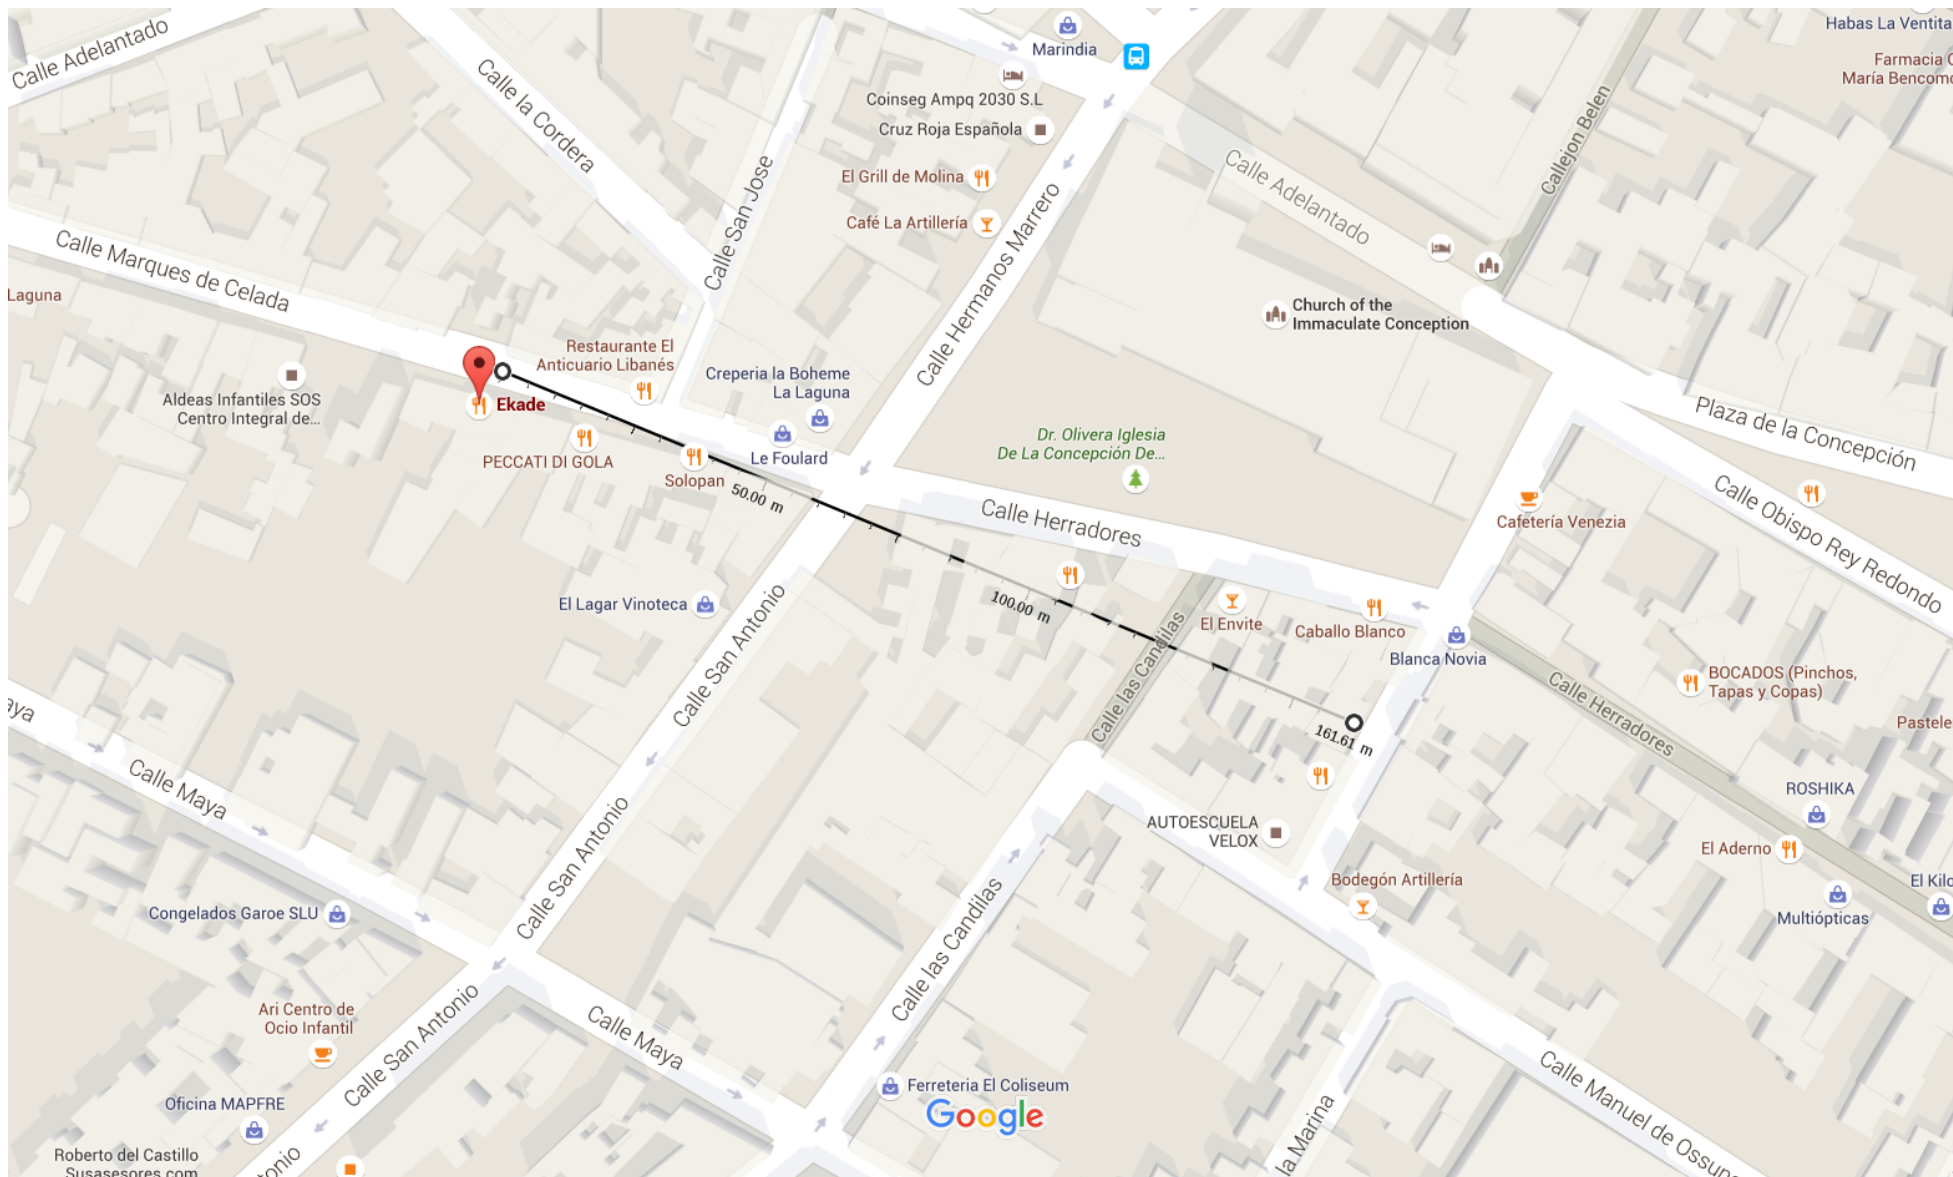 Calle Adelantado
Calle la Cordera
Marindia
Habas La Ventita
Farmacia
María Bencomo
Coinseg Ampq 2030 S.L
Cruz Roja Española
El Grill de Molina
Café La Artillería
Calle San Jose
Calle Hermanos Marrero
Calle Adelantado
Callejon Belen
Calle Marques de Celada
Laguna
Church of the
Immaculate Conception
Restaurante El
Anticuario Libanés
Creperia la Boheme
La Laguna
Aldeas Infantiles SOS
Centro Integral de...
Ekade
PECCATI DI GOLA
Solopan
Le Foulard
50.00 m
Dr. Olivera Iglesia
De La Concepción De...
Plaza de la Concepción
Calle Obispo Rey Redondo
Cafetería Venezia
Calle Herradores
El Lagar Vinoteca
100.00 m
El Envite
Caballo Blanco
Blanca Novia
Calle San Antonio
Calle las Candilas
BOCADOS (Pinchos,
Tapas y Copas)
Calle Herradores
Pastele
161.61 m
aya
Calle Maya
ROSHIKA
AUTOESCUELA
VELOX
El Aderno
Bodegón Artillería
El Kilo
Multiópticas
Congelados Garoe SLU
Calle San Antonio
Calle las Candilas
Ari Centro de
Ocio Infantil
Calle San Antonio
Calle Maya
Oficina MAPFRE
Ferreteria El Coliseum
Google
Calle Manuel de Ossuna
la Marina
Roberto del Castillo
Susasesores.com
onio